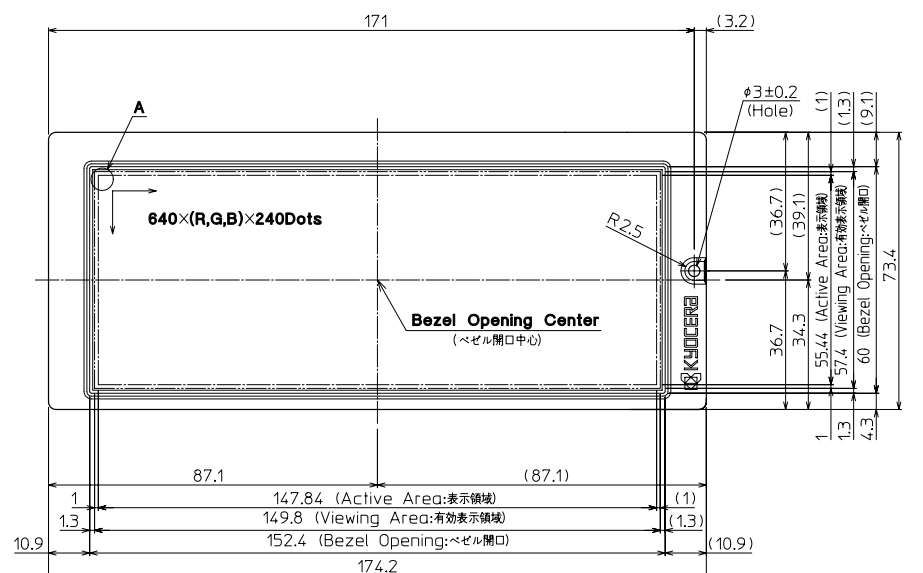 171
(3.2)
A
φ3±0.2
(Hole)
(1)
(1.3)
(9.1)
640×(R,G,B)×240Dots
R2.5
(36.7)
(39.1)
55.44 (Active Area:表示領域)
57.4 (Viewing Area:有効表示領域)
60 (Bezel Opening:ベゼル開口)
73.4
Bezel Opening Center
(ベゼル開口中心)
KYOCERA
36.7
34.3
1
1.3
4.3
87.1
(87.1)
1
147.84 (Active Area:表示領域)
(1)
1.3
149.8 (Viewing Area:有効表示領域)
(1.3)
10.9
152.4 (Bezel Opening:ベゼル開口)
(10.9)
174.2